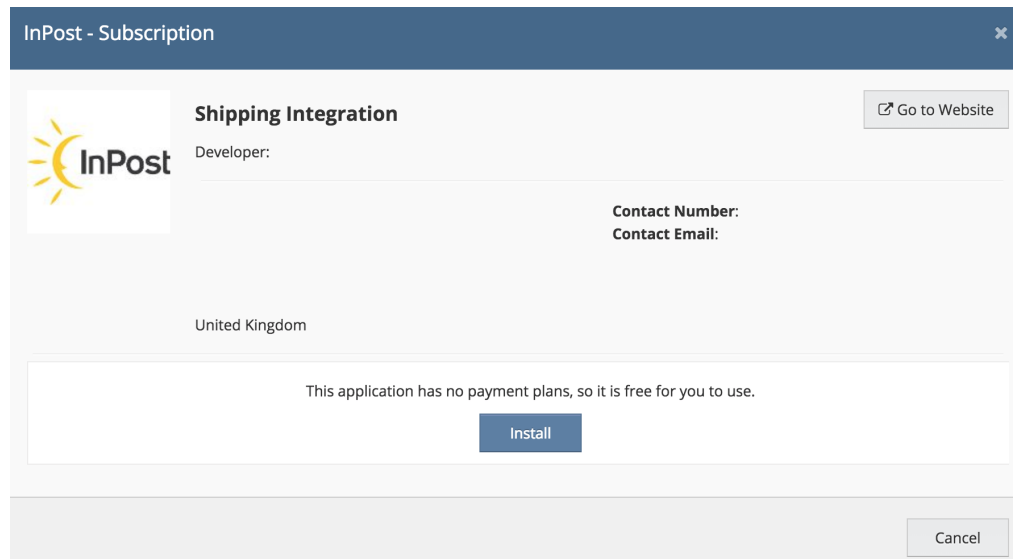 InPost - Subscription
Shipping Integration
Go to Website
InPost
Developer:
Contact Number:
Contact Email:
United Kingdom
This application has no payment plans, so it is free for you to use.
Install
Cancel